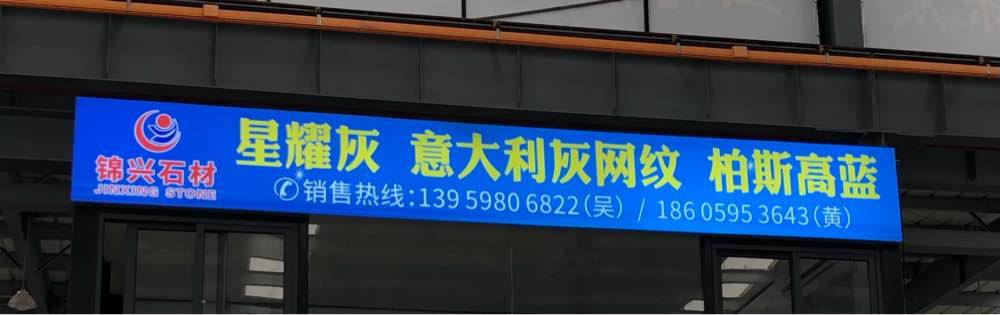 锦兴石材
JINXING STONE
星耀灰 意大利灰网纹 柏斯高蓝
销售热线:139 5980 6822(吴) / 186 0595 3643(黄)